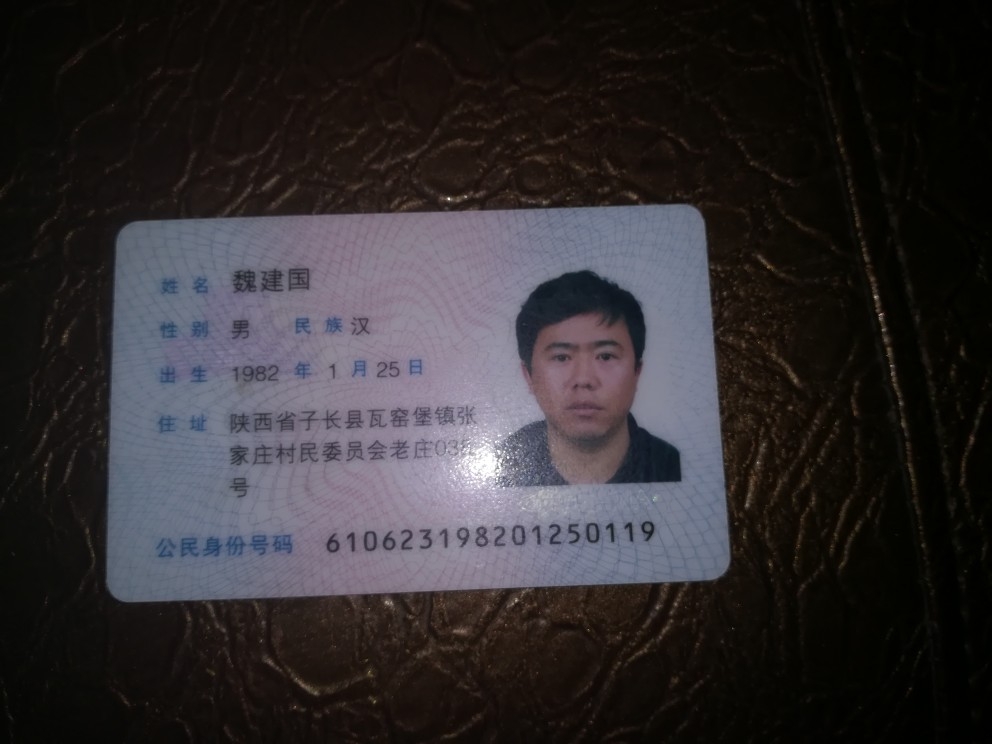 姓名 魏建国
性别 男 民族 汉
出生 1982 年 1 月 25 日
住址 陕西省子长县瓦窑堡镇张
家庄村民委员会老庄03
号
公民身份号码 610623198201250119